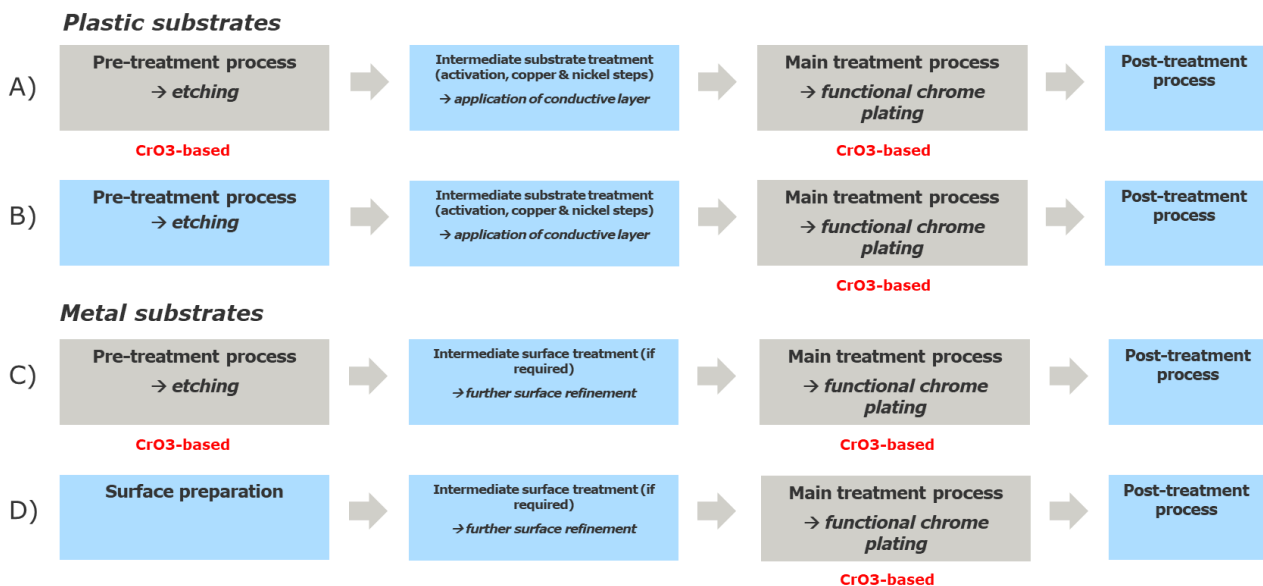 Plastic substrates
A)
Pre-treatment process
→ etching
CrO3-based
Intermediate substrate treatment
(activation, copper & nickel steps)
→ application of conductive layer
Main treatment process
→ functional chrome
plating
CrO3-based
Post-treatment
process
B)
Pre-treatment process
→ etching
Intermediate substrate treatment
(activation, copper & nickel steps)
→ application of conductive layer
Main treatment process
→ functional chrome
plating
CrO3-based
Post-treatment
process
Metal substrates
C)
Pre-treatment process
→ etching
CrO3-based
Intermediate surface treatment (if
required)
→further surface refinement
Main treatment process
→ functional chrome
plating
CrO3-based
Post-treatment
process
D)
Surface preparation
Intermediate surface treatment (if
required)
→further surface refinement
Main treatment process
→ functional chrome
plating
CrO3-based
Post-treatment
process